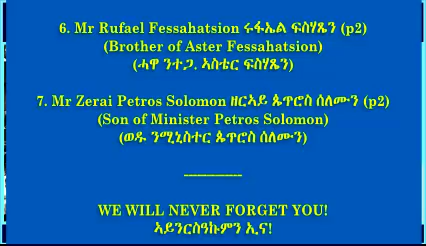 6. Mr Rufael Fessahatsion ሩፋኤል ፍስሃጼን (p2)
(Brother of Aster Fessahatsion)
(ሓዋ ንተጋ. ኣስቴር ፍስሃጼን)
7. Mr Zerai Petros Solomon ዘርኣይ ጴጥሮስ ሰለሙን (p2)
(Son of Minister Petros Solomon)
(ወዱ ንሚኒስተር ጴጥሮስ ሰለሙን)
____________
WE WILL NEVER FORGET YOU!
ኣይንርስዓኩምን ኢና!